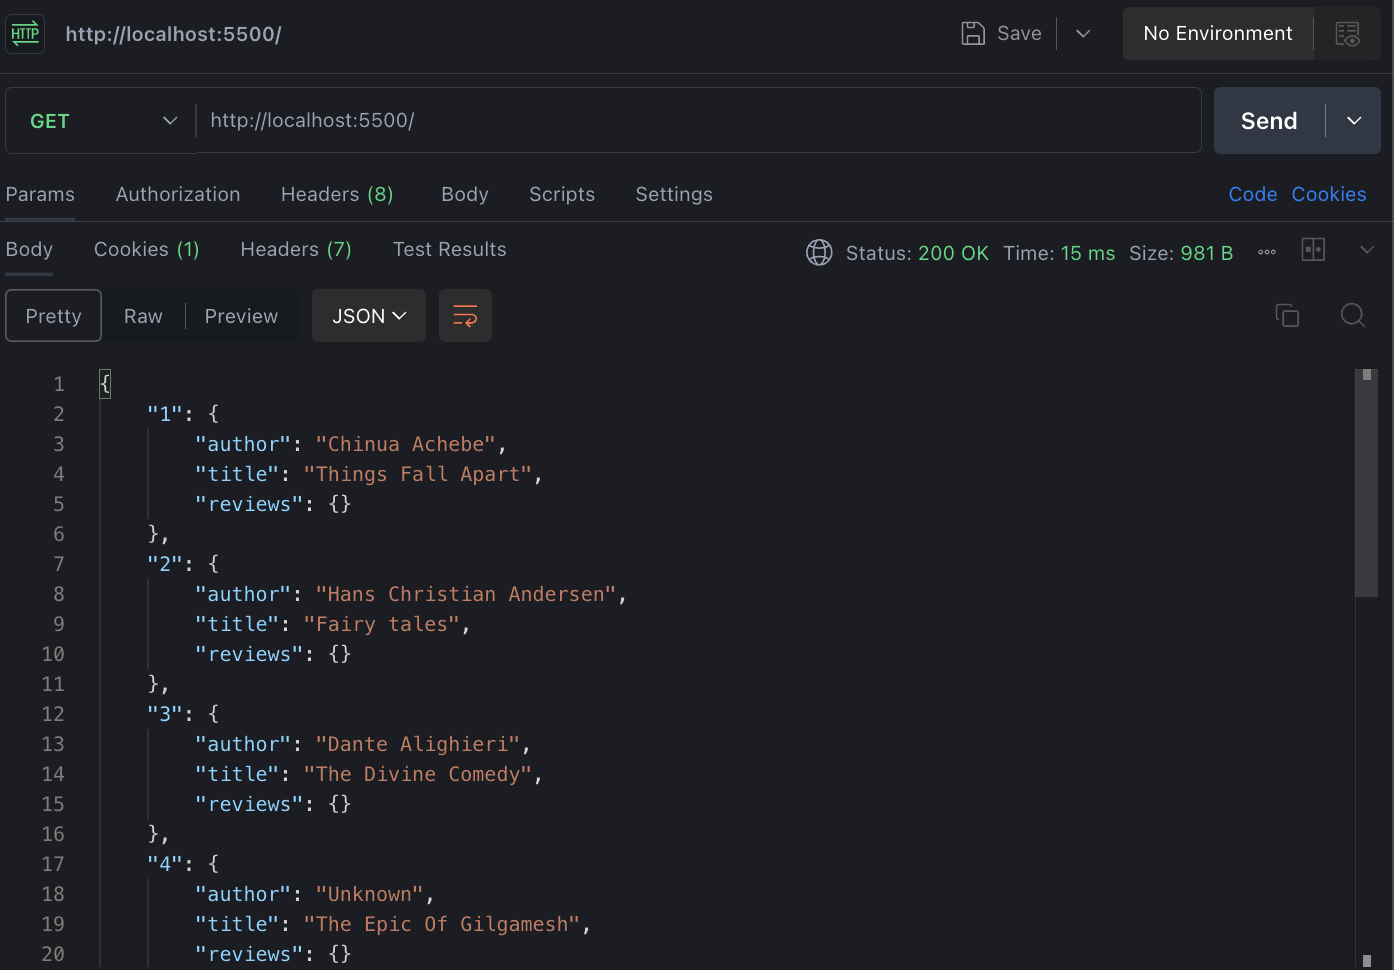 HTTP http://localhost:5500/ Save No Environment
GET http://localhost:5500/ Send
Params Authorization Headers (8) Body Scripts Settings Code Cookies
Body Cookies (1) Headers (7) Test Results Status: 200 OK Time: 15 ms Size: 981 B
Pretty Raw Preview JSON
1 {
2 "1": {
3 "author": "Chinua Achebe",
4 "title": "Things Fall Apart",
5 "reviews": {}
6 },
7 "2": {
8 "author": "Hans Christian Andersen",
9 "title": "Fairy tales",
10 "reviews": {}
11 },
12 "3": {
13 "author": "Dante Alighieri",
14 "title": "The Divine Comedy",
15 "reviews": {}
16 },
17 "4": {
18 "author": "Unknown",
19 "title": "The Epic Of Gilgamesh",
20 "reviews": {}